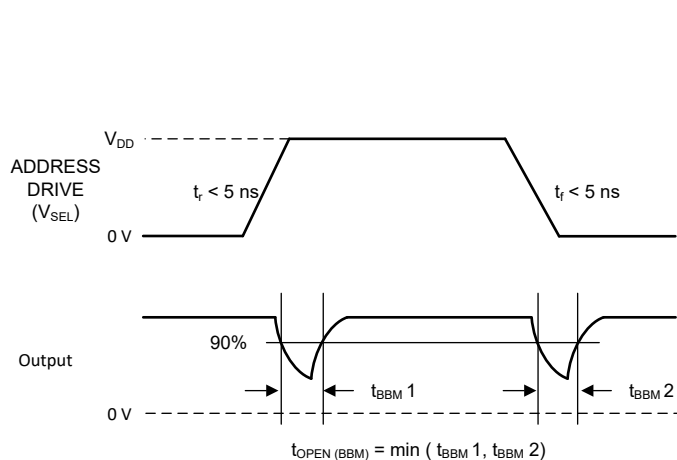 V_DD
ADDRESS
DRIVE
(V_SEL)
t_r < 5 ns
t_f < 5 ns
0 V
90%
Output
t_BBM 1
t_BBM 2
0 V
t_OPEN (BBM) = min ( t_BBM 1, t_BBM 2)